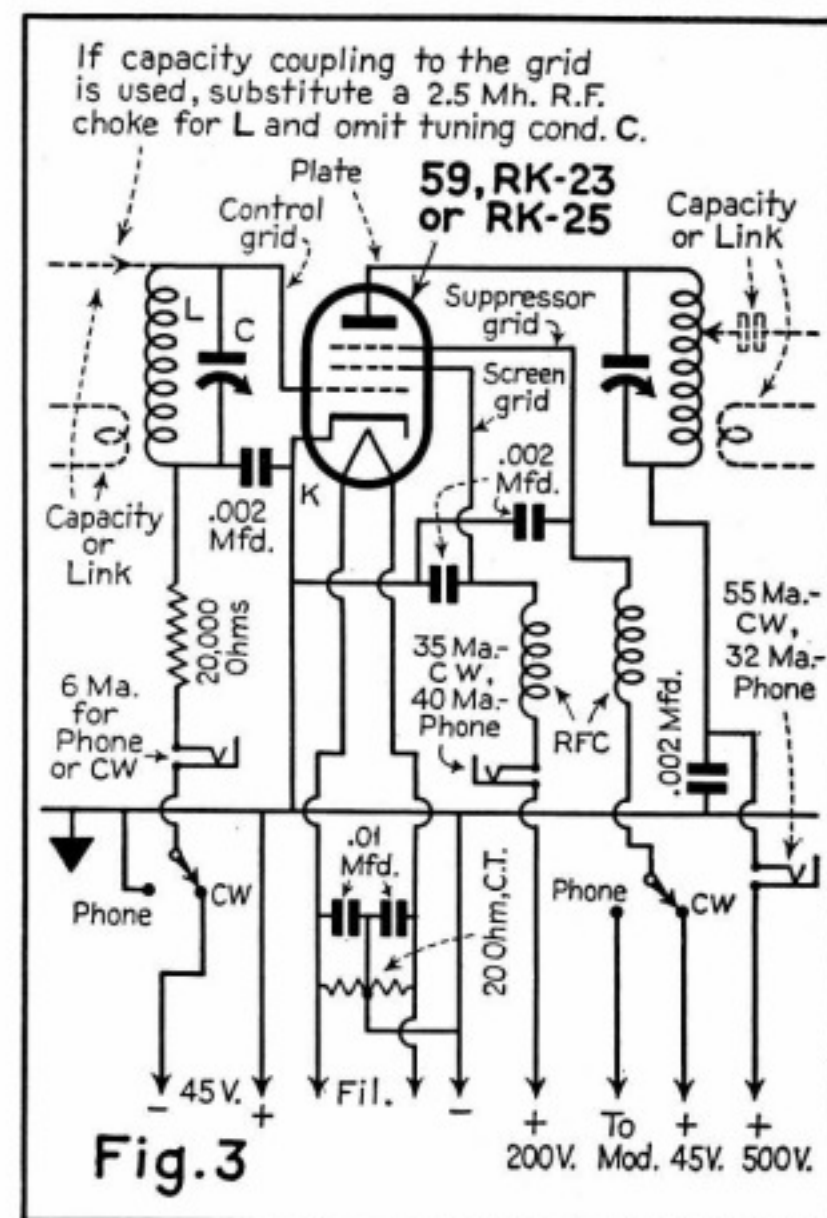 If capacity coupling to the grid
is used, substitute a 2.5 Mh. R.F.
choke for L and omit tuning cond. C.
Plate
59, RK-23
or RK-25
Control
grid
Capacity
or Link
Suppressor
grid
L
C
Screen
grid
.002
Mfd.
K
Capacity
or
Link
.002
Mfd.
20,000
Ohms
55 Ma.-
CW,
32 Ma.-
Phone
35 Ma.-
CW,
40 Ma.-
Phone
6 Ma.
for
Phone
or CW
RFC
.002 Mfd.
.01
Mfd.
20 Ohm, C.T.
Phone
CW
Phone
CW
- 45V. +
Fil.
-
+
200V.
To
Mod.
+
45V.
+
500V.
Fig.3